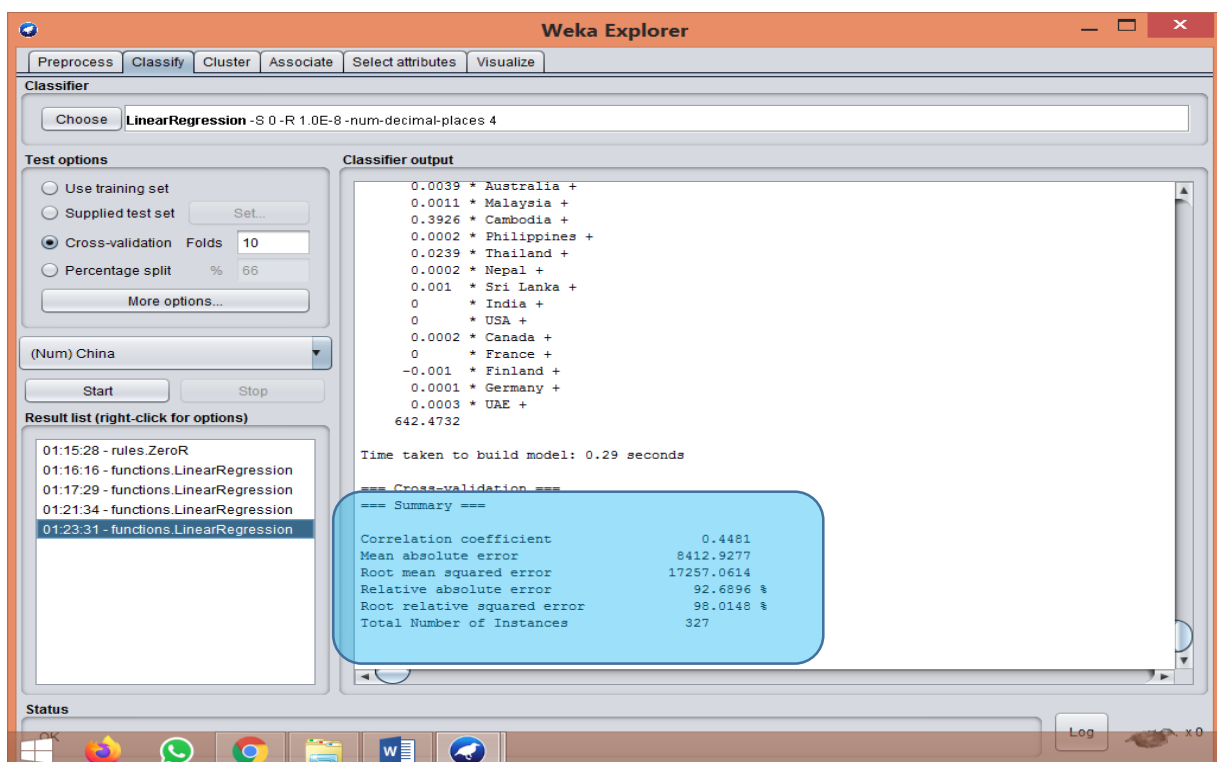 Weka Explorer
Preprocess Classify Cluster Associate Select attributes Visualize
Classifier
Choose LinearRegression -S 0 -R 1.0E-8 -num-decimal-places 4
Test options
Use training set
Supplied test set Set...
Cross-validation Folds 10
Percentage split % 66
More options...
(Num) China
Start Stop
Result list (right-click for options)
01:15:28 - rules.ZeroR
01:16:16 - functions.LinearRegression
01:17:29 - functions.LinearRegression
01:21:34 - functions.LinearRegression
01:23:31 - functions.LinearRegression
Classifier output
0.0039 * Australia +
0.0011 * Malaysia +
0.3926 * Cambodia +
0.0002 * Philippines +
0.0239 * Thailand +
0.0002 * Nepal +
0.001 * Sri Lanka +
0 * India +
0 * USA +
0.0002 * Canada +
0 * France +
-0.001 * Finland +
0.0001 * Germany +
0.0003 * UAE +
642.4732
Time taken to build model: 0.29 seconds
=== Cross-validation ===
=== Summary ===
Correlation coefficient 0.4481
Mean absolute error 8412.9277
Root mean squared error 17257.0614
Relative absolute error 92.6896 %
Root relative squared error 98.0148 %
Total Number of Instances 327
Status
OK
Log x 0
W